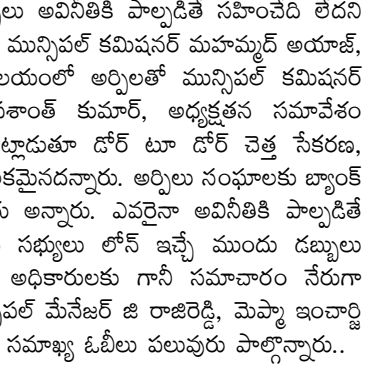 లు అవినీతికి పాల్పడితే సహించేది లేదని
మున్సిపల్ కమిషనర్ మహమ్మద్ అయాజ్,
లయంలో అర్పిలతో మున్సిపల్ కమిషనర్
శాంత్ కుమార్, అధ్యక్షతన సమావేశం
ట్లాడుతూ డోర్ టూ డోర్ చెత్త సేకరణ,
కమైనదన్నారు. అర్పిలు సంఘాలకు బ్యాంక్
అన్నారు. ఎవరైనా అవినీతికి పాల్పడితే
సభ్యులు లోన్ ఇచ్చే ముందు డబ్బులు
అధికారులకు గానీ సమాచారం నేరుగా
పల్ మేనేజర్ జి రాజిరెడ్డి, మెప్మా ఇంచార్జి
సమాఖ్య ఓబీలు పలువురు పాల్గొన్నారు..